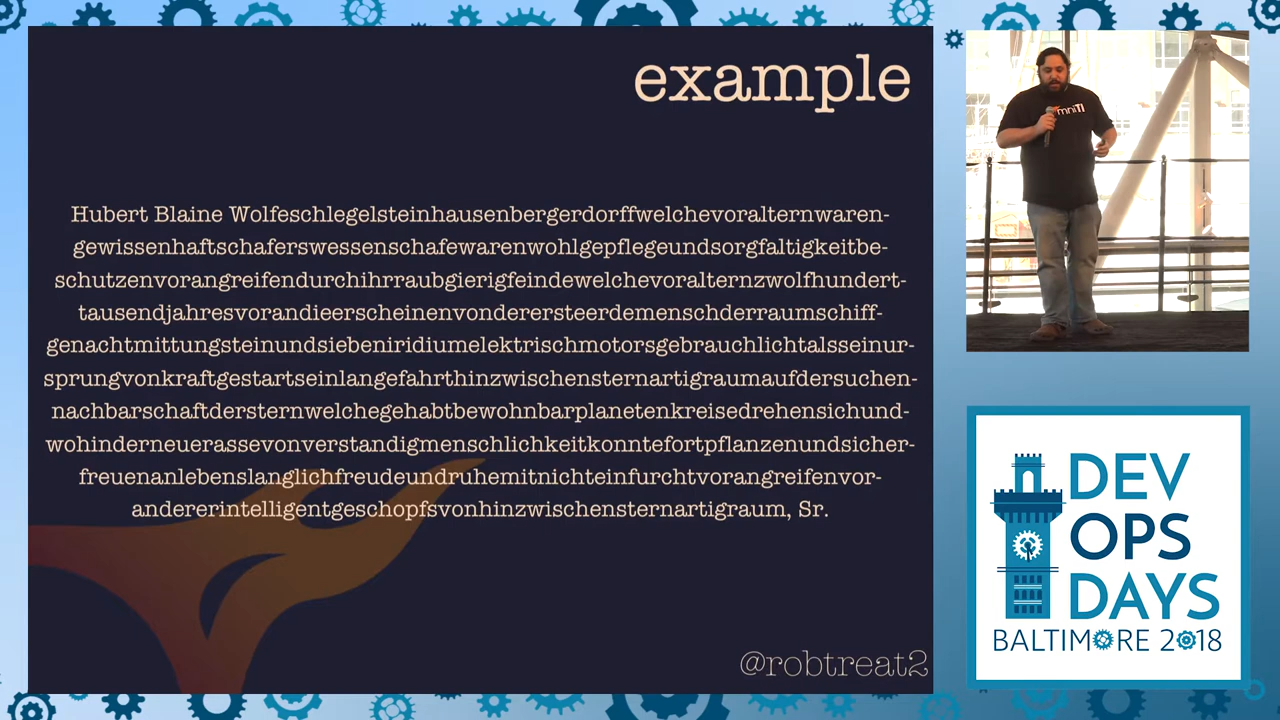 example
Hubert Blaine Wolfeschlegelsteinhausenbergerdorffwelchevoralternwaren-
gewissenhaftschaferswessenschafewarenwohlgepflegeundsorgfaltigkeitbe-
schutzenvorangreifendurchihrraubgierigfeindewelchevoralternzwolfhundert-
tausendjahresvorandieerscheinenvonderersteerdemenschderraumschiff-
genachtmittungsteinundsiebeniridiumelektrischmotorsgebrauchlichtalsseinur-
sprungvonkraftgestartseinlangefahrthinzwischensternartigraumaufdersuchen-
nachbarschaftdersternwelchegehabtbewohnbarplanetenkreisedrehensichund-
wohinderneuerassevonverstandigmenschlichkeitkonntefortpflanzenundsicher-
freuenanlebenslanglichfreudeundruhemitnichteinfurchtvorangreifenvor-
andererintelligentgeschopfsvonhinzwischensternartigraum, Sr.
@robtreat2
DEV
OPS
DAYS
BALTIMORE 2018